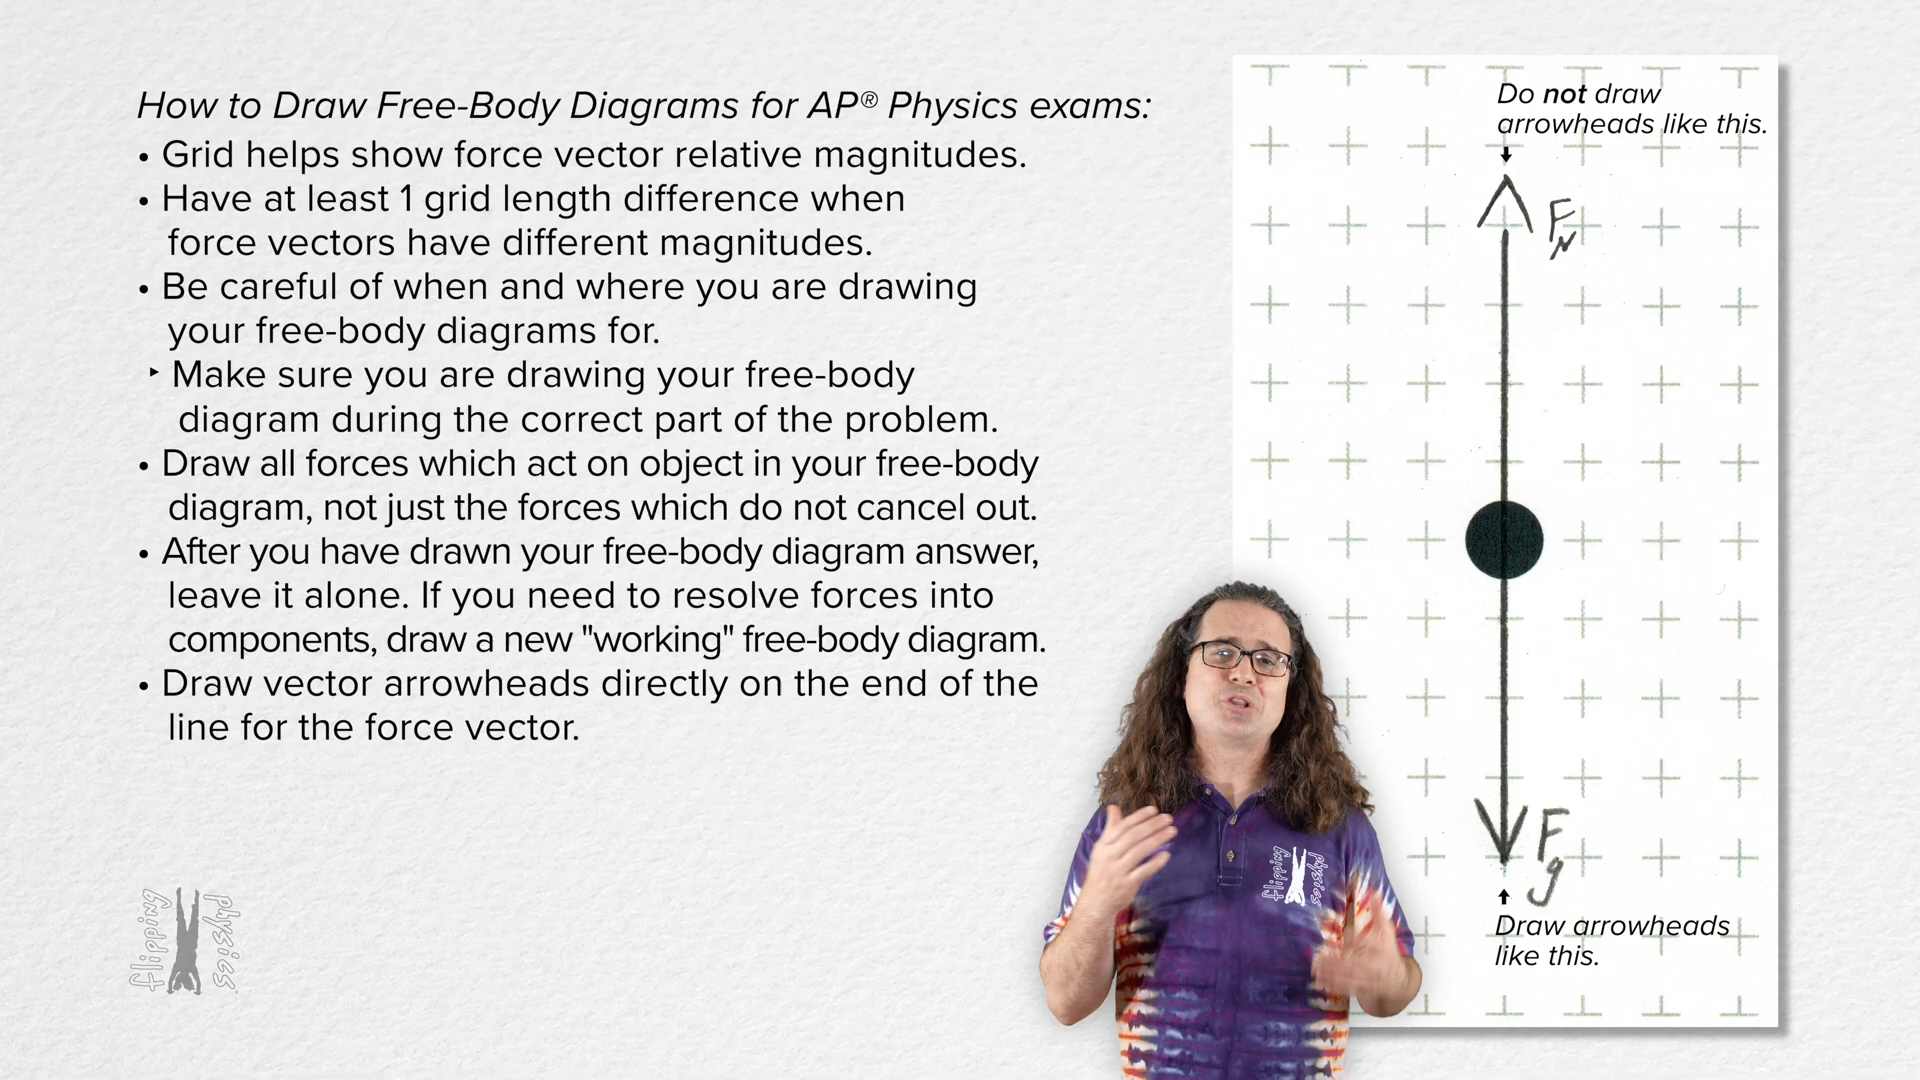 How to Draw Free-Body Diagrams for AP® Physics exams:
• Grid helps show force vector relative magnitudes.
• Have at least 1 grid length difference when
force vectors have different magnitudes.
• Be careful of when and where you are drawing
your free-body diagrams for.
‣ Make sure you are drawing your free-body
diagram during the correct part of the problem.
• Draw all forces which act on object in your free-body
diagram, not just the forces which do not cancel out.
• After you have drawn your free-body diagram answer,
leave it alone. If you need to resolve forces into
components, draw a new "working" free-body diagram.
• Draw vector arrowheads directly on the end of the
line for the force vector.
Do not draw
arrowheads like this.
F_N
F_g
Draw arrowheads
like this.
flipping physics
flipping physics